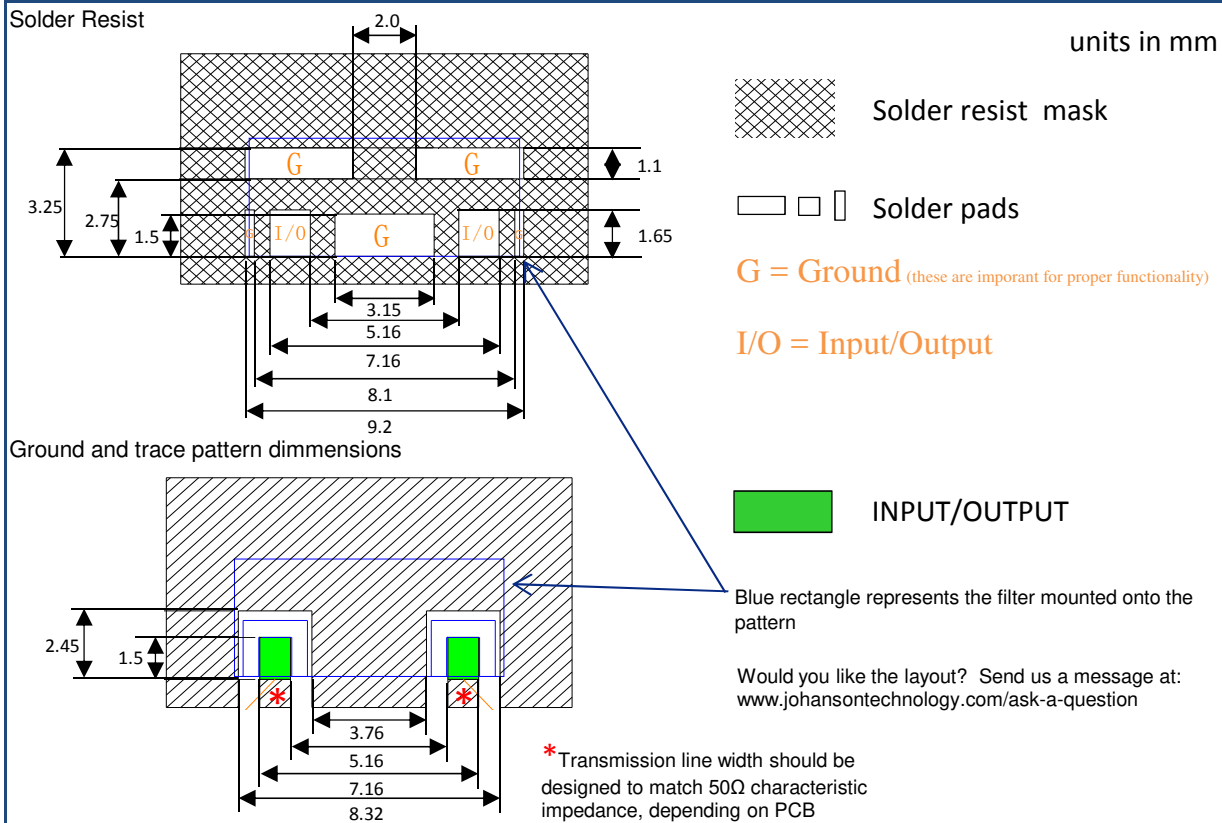 Solder Resist
2.0
units in mm
Solder resist mask
G
G
1.1
3.25
2.75
1.5
G
I/O
G
I/O
G
1.65
Solder pads
G = Ground (these are imporant for proper functionality)
I/O = Input/Output
3.15
5.16
7.16
8.1
9.2
Ground and trace pattern dimmensions
INPUT/OUTPUT
Blue rectangle represents the filter mounted onto the
pattern
2.45
1.5
*
*
Would you like the layout? Send us a message at:
www.johansontechnology.com/ask-a-question
3.76
5.16
7.16
8.32
*Transmission line width should be
designed to match 50Ω characteristic
impedance, depending on PCB